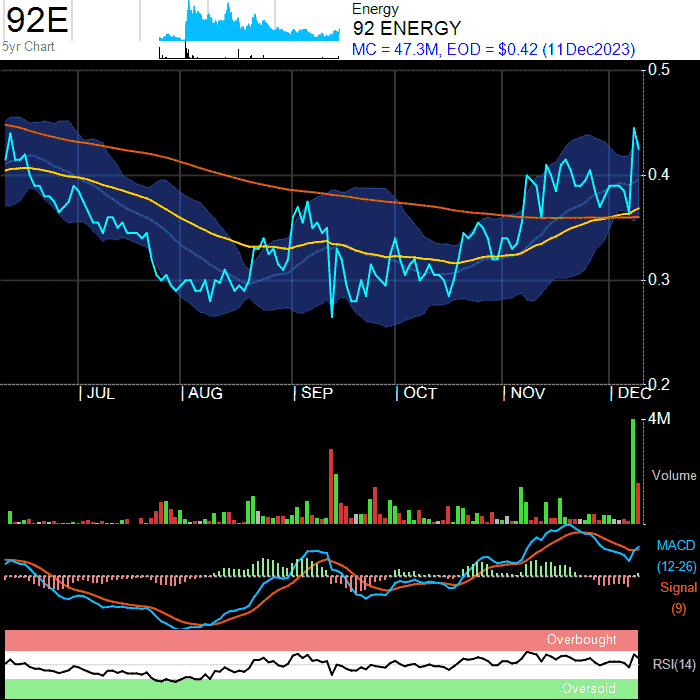 92E
5yr Chart
Energy
92 ENERGY
MC = 47.3M, EOD = $0.42 (11Dec2023)
0.5
0.4
0.3
0.2
JUL AUG SEP OCT NOV DEC
4M
Volume
MACD
(12-26)
Signal
(9)
Overbought
RSI(14)
Oversold